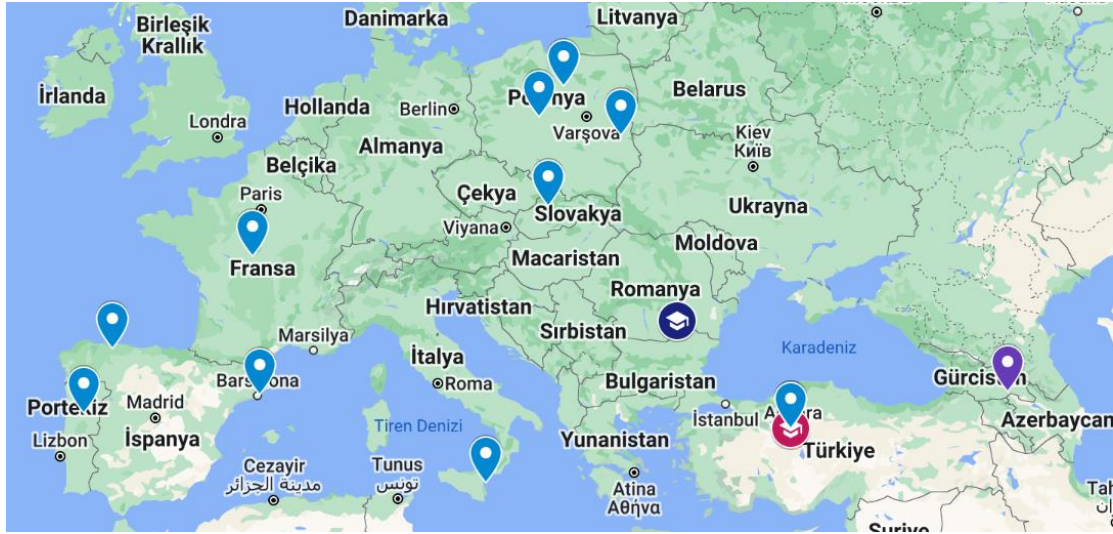 Birleşik
Krallık
Danimarka
Litvanya
İrlanda
Hollanda
Berlin
Belarus
Londra
Varşova
Almanya
Kiev
Київ
Belçika
Paris
Çekya
Slovakya
Ukrayna
Viyana
Moldova
Fransa
Macaristan
Romanya
Hırvatistan
Sırbistan
Marsilya
Karadeniz
İtalya
Gürcistan
Roma
Bulgaristan
Madrid
Portekiz
İstanbul
Azerbaycan
Tiren Denizi
Lizbon
İspanya
Yunanistan
Türkiye
Cezayir
مدينة الجزائر
Tunus
تونس
Atina
Αθήνα
Suriye